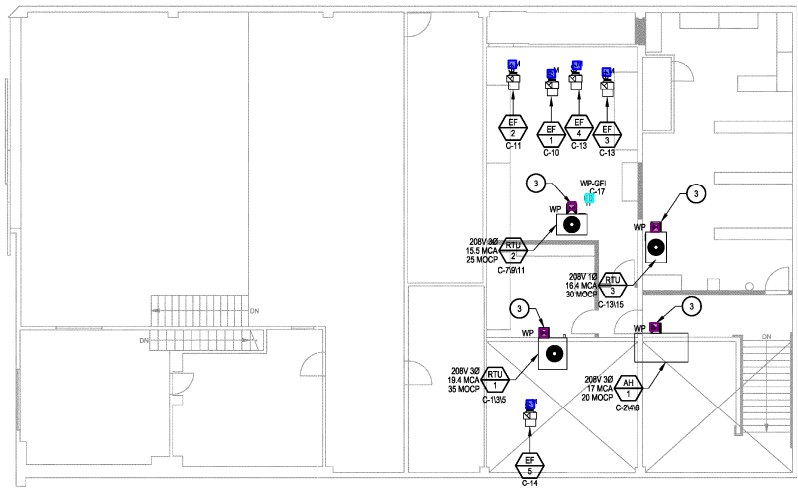 M
M
M
M
EF
2
C-11
EF
1
C-10
EF
4
C-13
EF
3
C-13
3
WP-GFI
C-17
WP
208V 3Ø
15.5 MCA
25 MOCP
RTU
2
C-7\9\11
3
WP
208V 1Ø
16.4 MCA
30 MOCP
RTU
3
C-13\15
3
WP
208V 3Ø
19.4 MCA
35 MOCP
RTU
1
C-1\3\5
3
WP
208V 3Ø
17 MCA
20 MOCP
AH
1
C-2\4\6
EF
5
C-14
DN
DN
DN